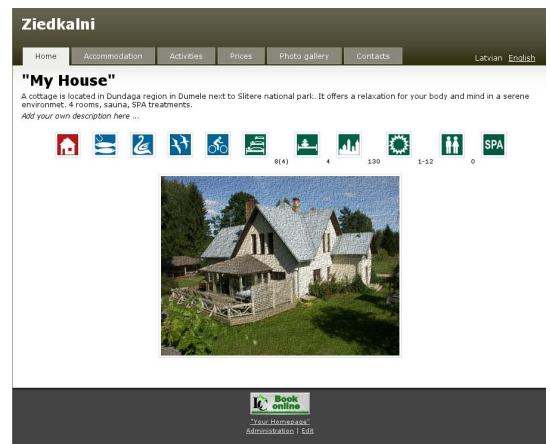 Ziedkalni
Home Accommodation Activities Prices Photo gallery Contacts
Latvian English
"My House"
A cottage is located in Dundaga region in Dumele next to Slitere national park. It offers a relaxation for your body and mind in a serene
environmet. 4 rooms, sauna, SPA treatments.
Add your own description here ...
SPA
8(4) 4 130 1-12 0
LC Book
online
"Your Homepage"
Administration | Edit